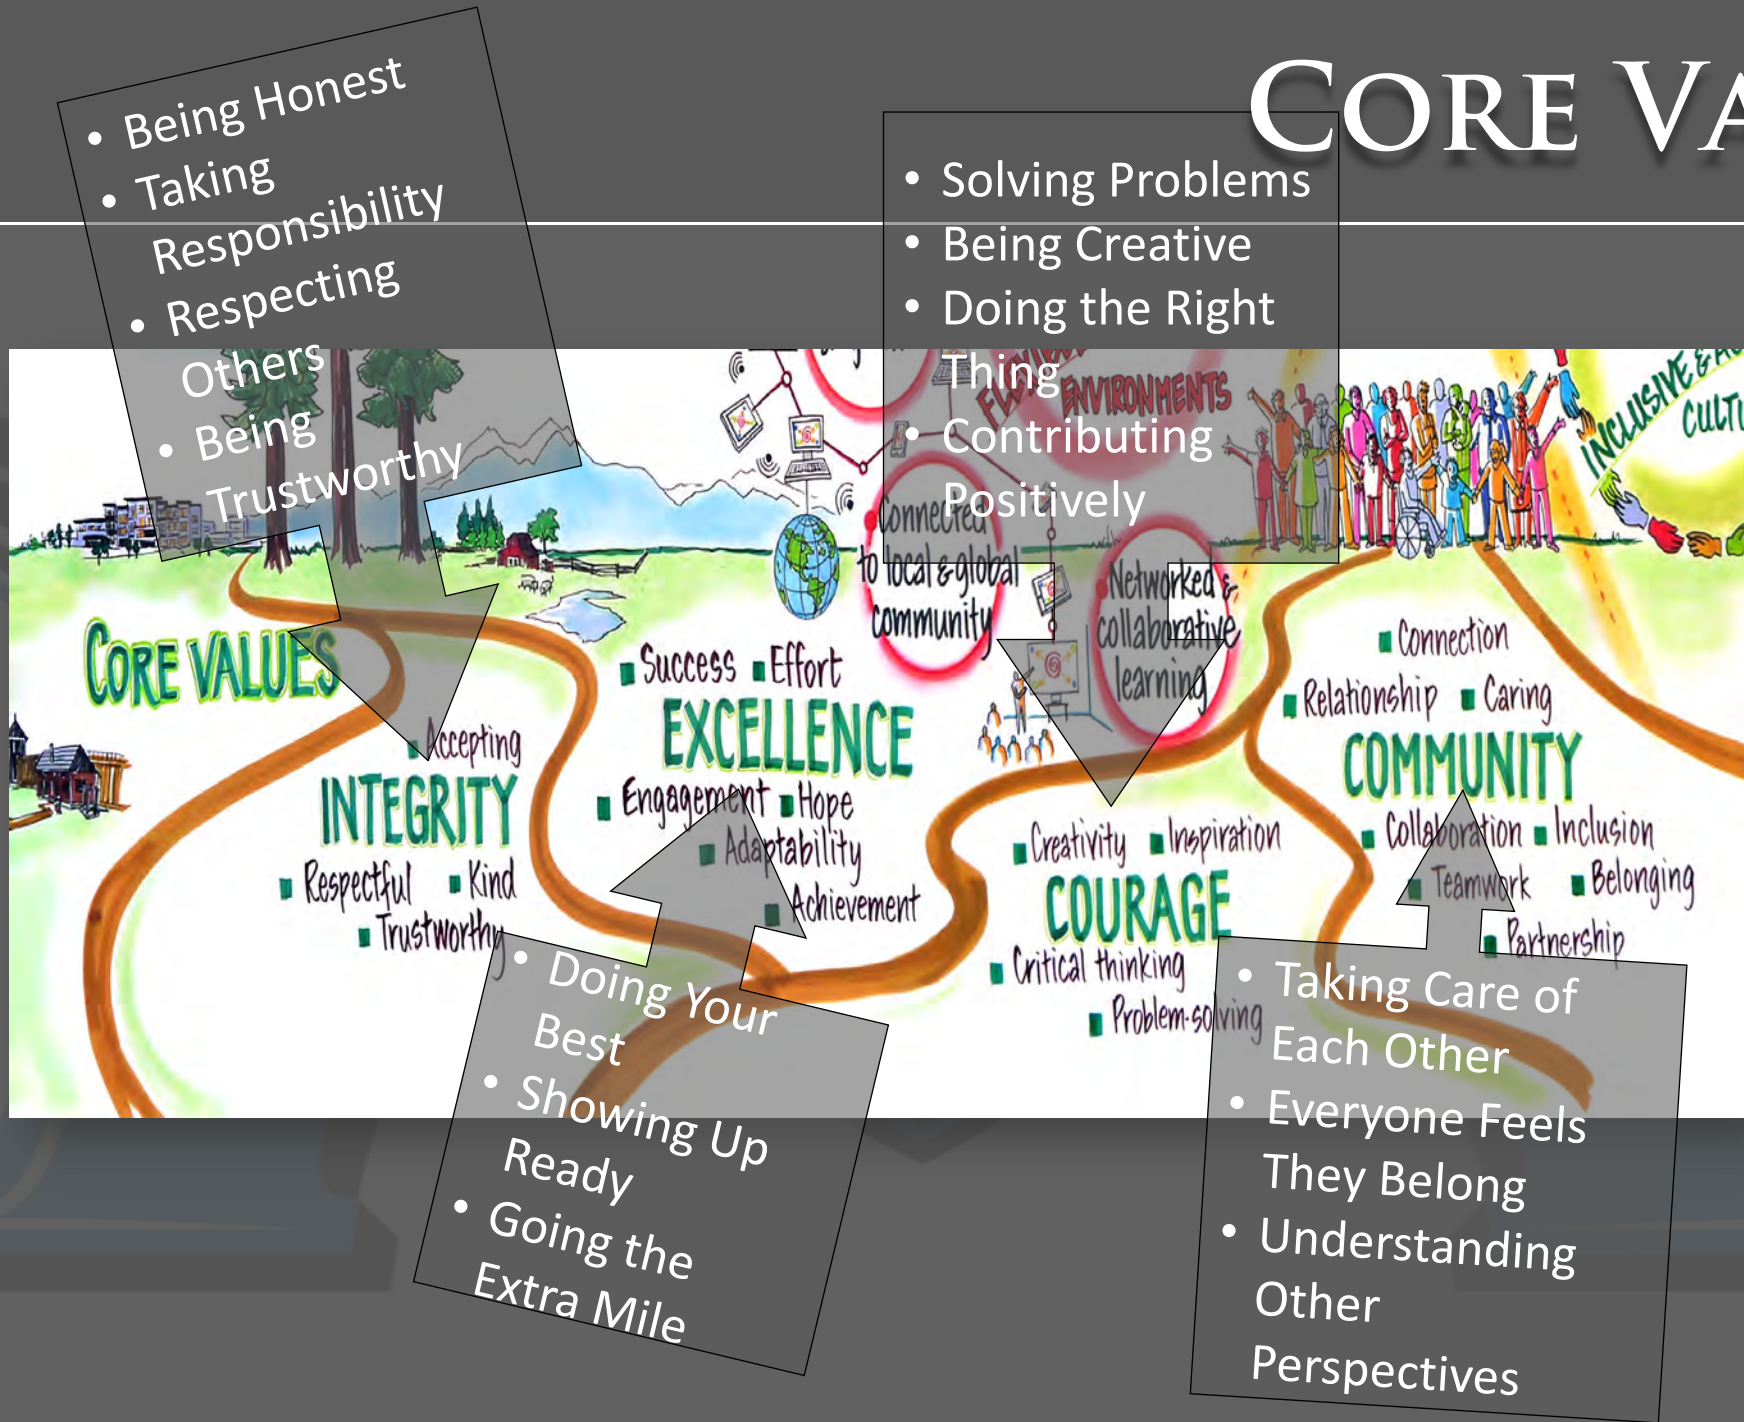 CORE VA
• Being Honest
• Taking
Responsibility
• Respecting
Others
• Being
Trustworthy
• Solving Problems
• Being Creative
• Doing the Right
Thing
• Contributing
Positively
ENVIRONMENTS
INCLUSIVE &
Connected
to local & global
community
Networked &
collaborative
learning
CORE VALUES
Accepting
INTEGRITY
Respectful Kind
Trustworthy
Success Effort
EXCELLENCE
Engagement Hope
Adaptability
Achievement
Creativity Inspiration
COURAGE
Critical thinking
Problem-solving
Connection
Relationship Caring
COMMUNITY
Collaboration Inclusion
Teamwork Belonging
Partnership
• Doing Your
Best
• Showing Up
Ready
• Going the
Extra Mile
• Taking Care of
Each Other
• Everyone Feels
They Belong
• Understanding
Other
Perspectives